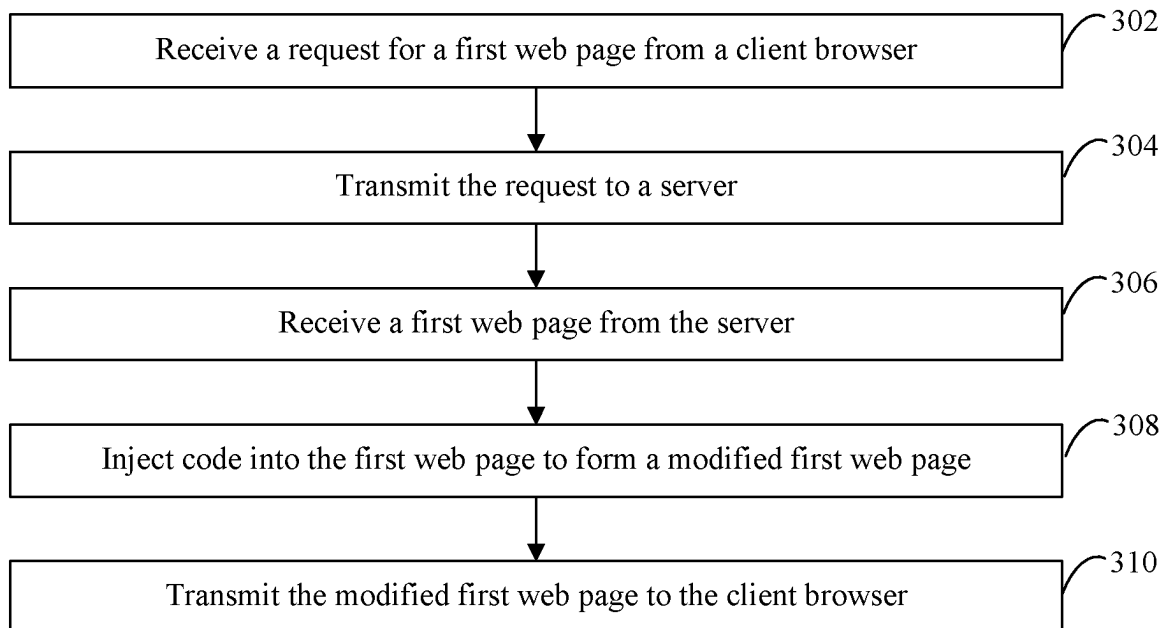 Receive a request for a first web page from a client browser
302
Transmit the request to a server
304
Receive a first web page from the server
306
Inject code into the first web page to form a modified first web page
308
Transmit the modified first web page to the client browser
310